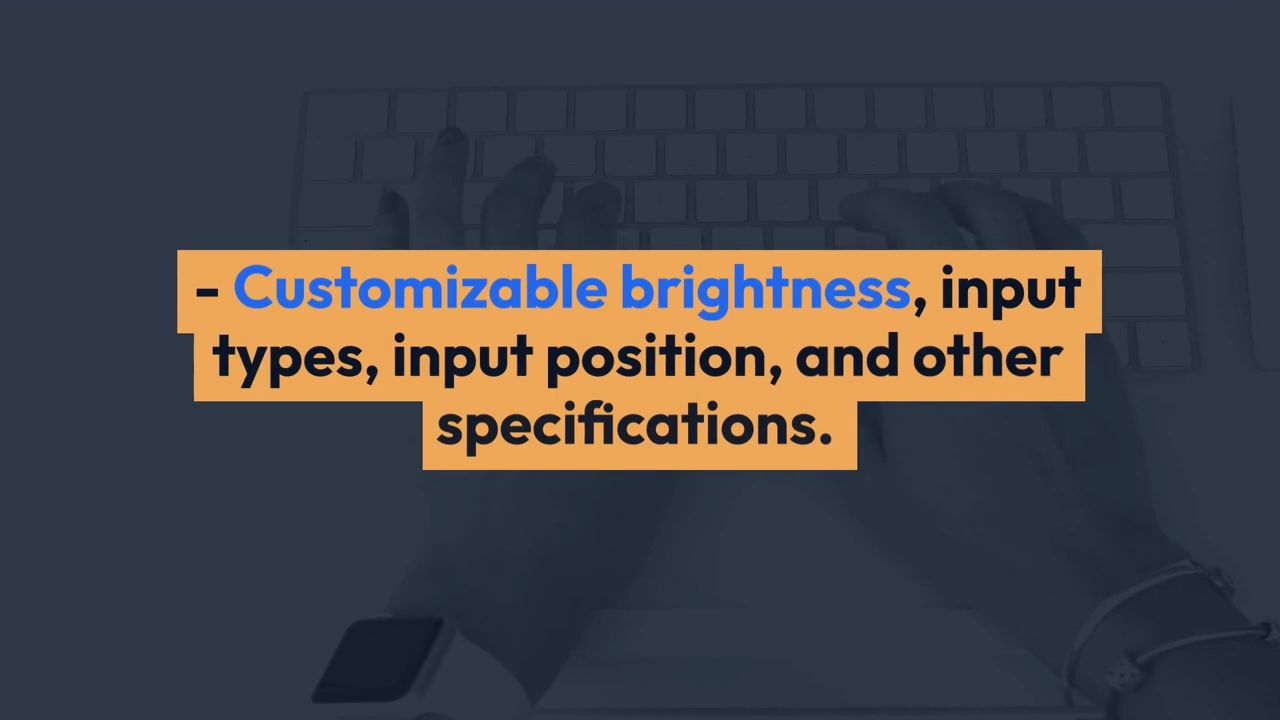 - Customizable brightness, input
types, input position, and other
specifications.